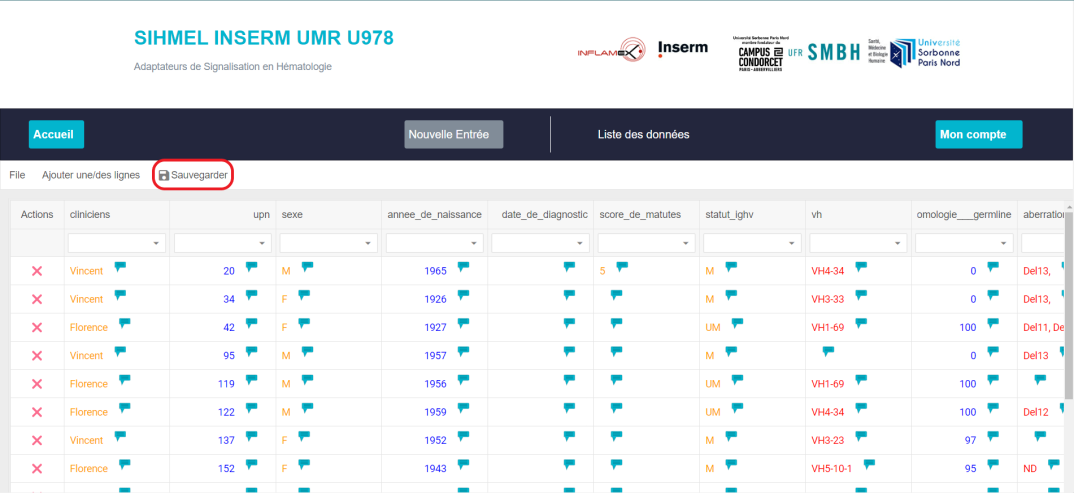 SIHMEL INSERM UMR U978
Adaptateurs de Signalisation en Hématologie
INFLAMEX
Inserm
Université Sorbonne Paris Nord
membre fondateur du
CAMPUS
CONDORCET
PARIS - AUBERVILLIERS
UFR SMBH
Santé,
Médecine
et Biologie
Humaine
Université
Sorbonne
Paris Nord
Accueil Nouvelle Entrée Liste des données Mon compte
File Ajouter une/des lignes Sauvegarder
Actions cliniciens upn sexe annee_de_naissance date_de_diagnostic score_de_matutes statut_ighv vh omologie___germline aberration
Vincent 20 M 1965 5 M VH4-34 0 Del13,
Vincent 34 F 1926 M VH3-33 0 Del13,
Florence 42 F 1927 UM VH1-69 100 Del11, De
Vincent 95 M 1957 M 0 Del13
Florence 119 M 1956 UM VH1-69 100
Florence 122 M 1959 UM VH4-34 100 Del12
Vincent 137 F 1952 M VH3-23 97
Florence 152 F 1943 M VH5-10-1 95 ND